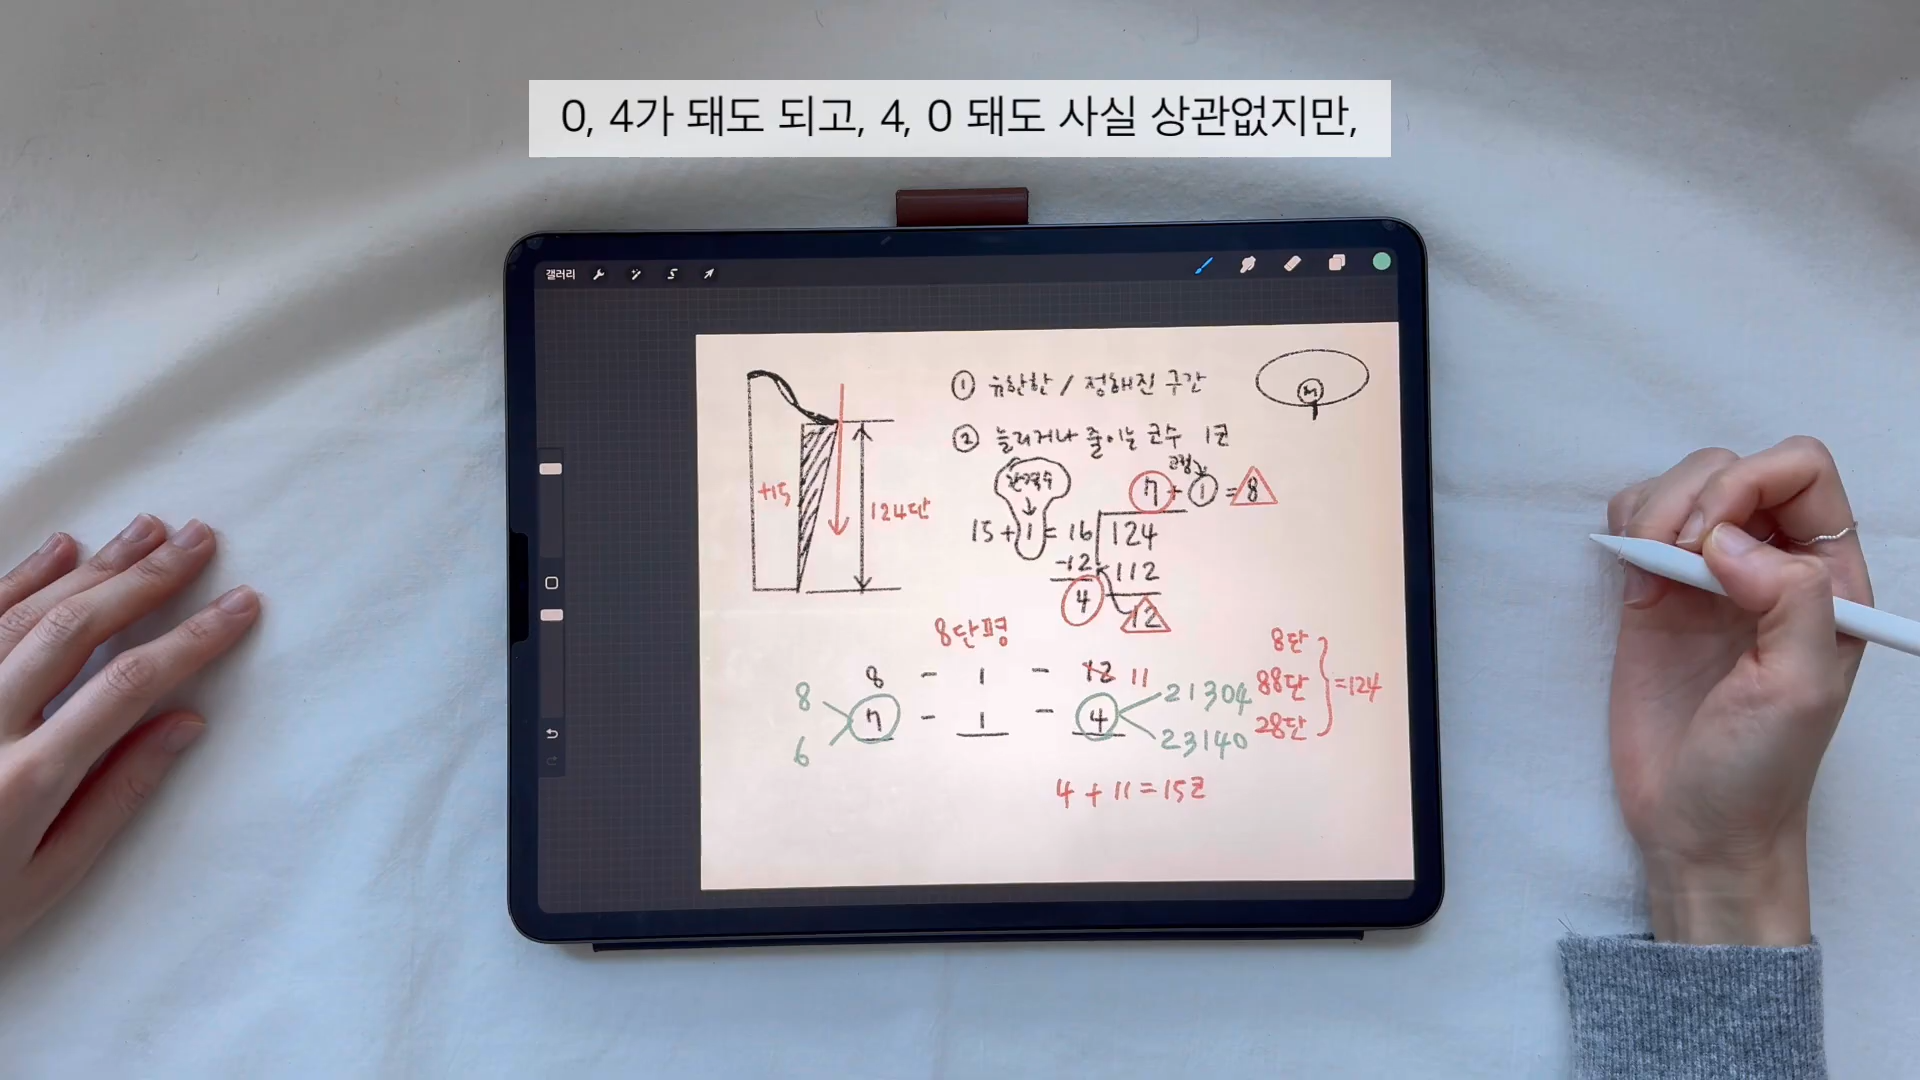 0, 4가 돼도 되고, 4, 0 돼도 사실 상관없지만,
갤러리
① 유한한 / 정해진 구간
② 늘리거나 줄이는 코수 1코
간격수
7 + 1 = 8
15 + 1 = 16 124
-12 112
4 12
+15
124단
8단평
8 - 1 - 12 11
7 - 1 - 4
8
6
21304
23140
8단
88단 =124
28단
4 + 11 = 15코